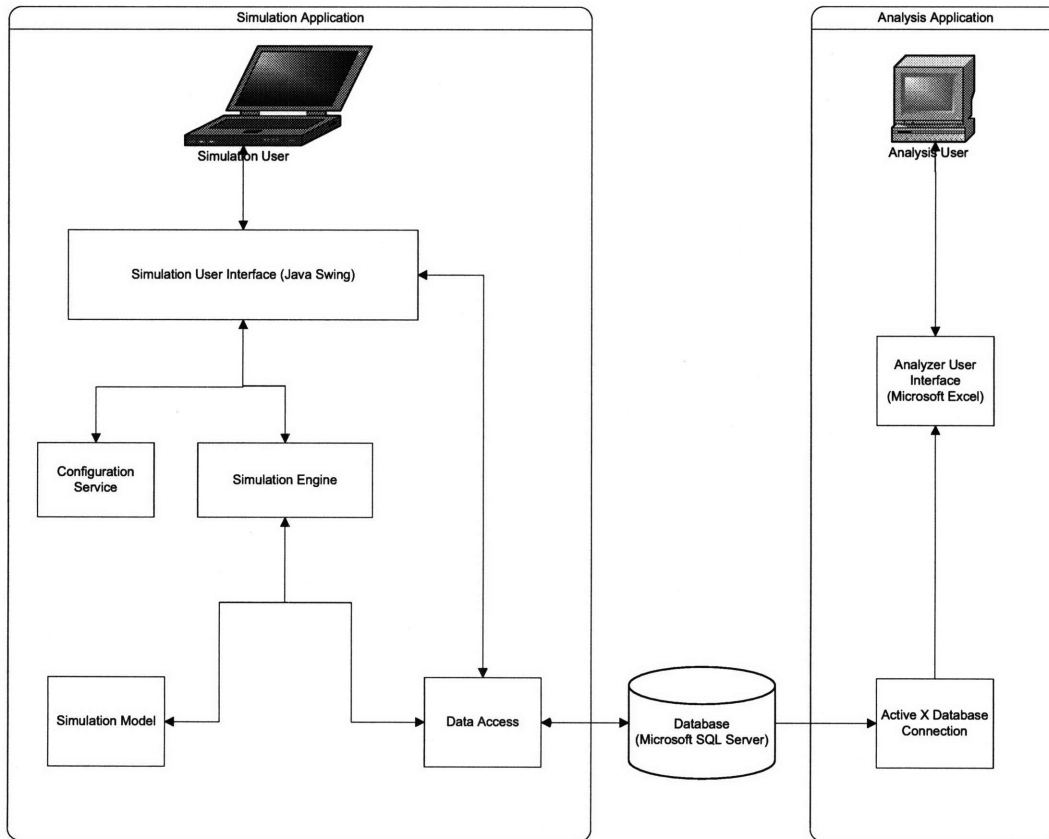 Simulation Application
Analysis Application
Simulation User
Analysis User
Simulation User Interface (Java Swing)
Analyzer User
Interface
(Microsoft Excel)
Configuration
Service
Simulation Engine
Simulation Model
Data Access
Database
(Microsoft SQL Server)
Active X Database
Connection